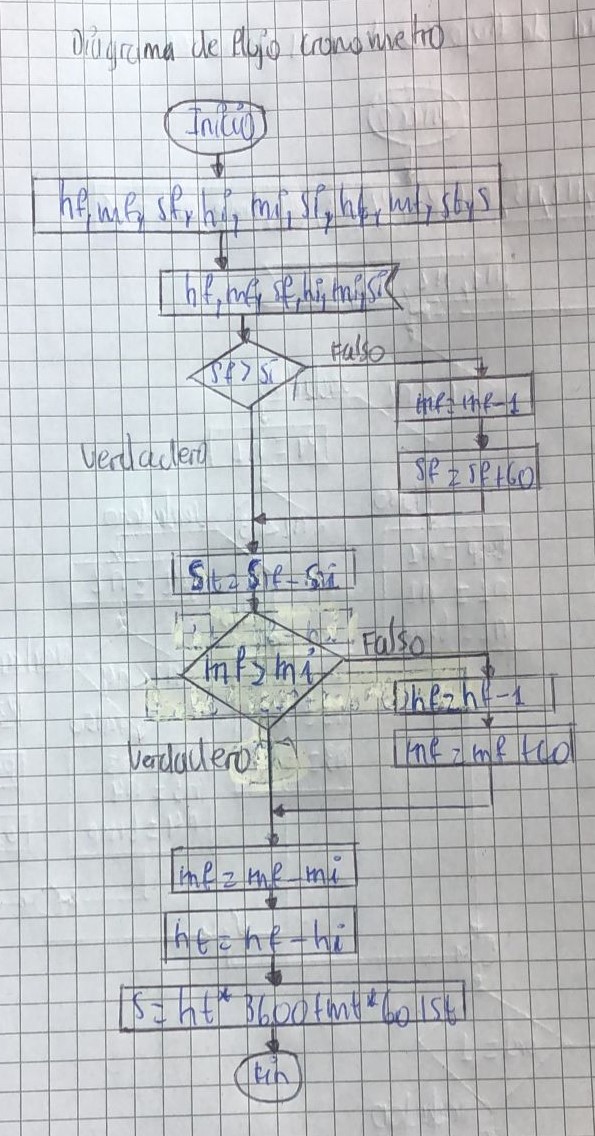 Diagrama de flujo cronometro
Inicio
hf, mf, sf, hi, mi, si, ht, mt, st, s
hf, mf, sf, hi, mi, si
sf > si
Falso
mf = mf - 1
Verdadero
sf = sf + 60
st = sf - si
Falso
mf > mi
hf = hf - 1
Verdadero
mf = mf + 60
mf = mf - mi
ht = hf - hi
s = ht * 3600 + mt * 60 + st
Fin